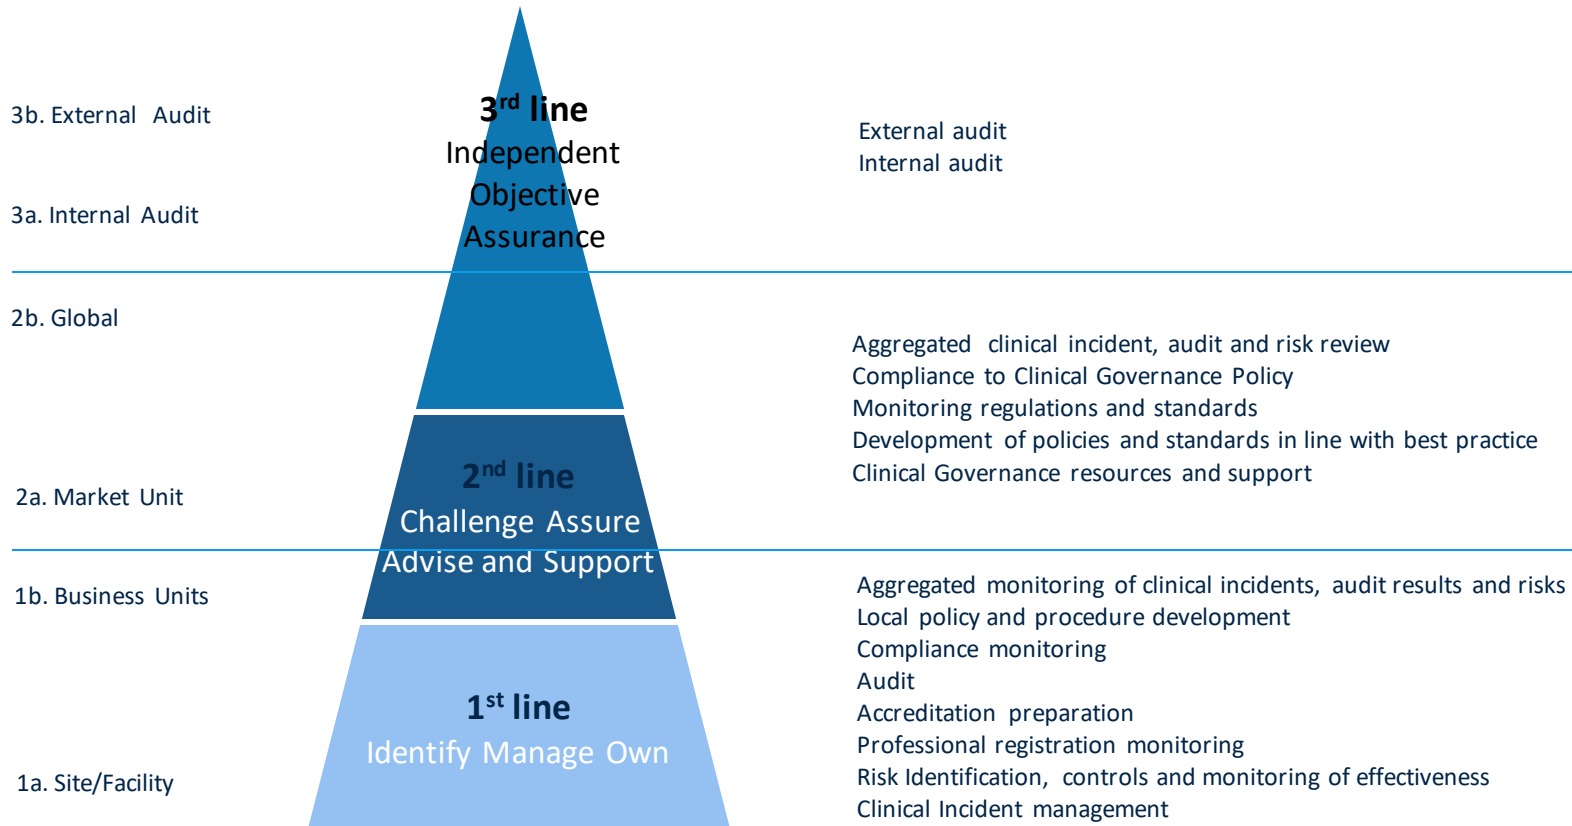 3b. External Audit
3a. Internal Audit
3rd line
Independent
Objective
Assurance
External audit
Internal audit
2b. Global
2a. Market Unit
2nd line
Challenge Assure
Advise and Support
Aggregated clinical incident, audit and risk review
Compliance to Clinical Governance Policy
Monitoring regulations and standards
Development of policies and standards in line with best practice
Clinical Governance resources and support
1b. Business Units
1a. Site/Facility
1st line
Identify Manage Own
Aggregated monitoring of clinical incidents, audit results and risks
Local policy and procedure development
Compliance monitoring
Audit
Accreditation preparation
Professional registration monitoring
Risk Identification, controls and monitoring of effectiveness
Clinical Incident management